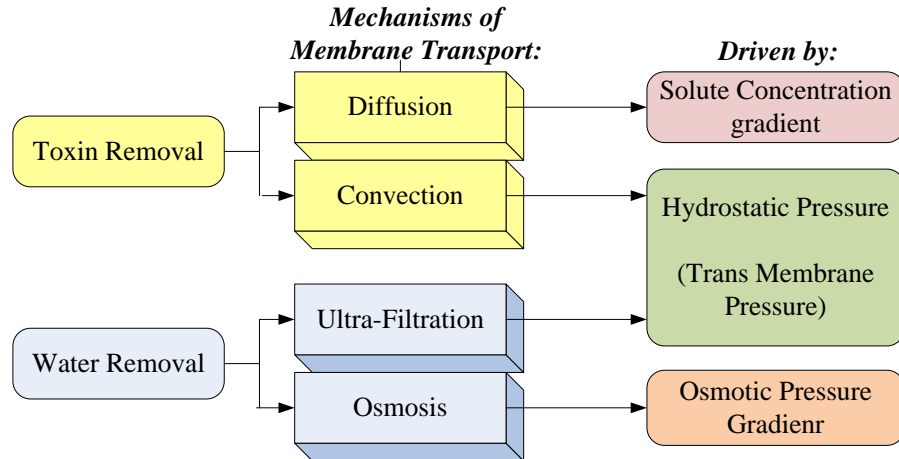 Mechanisms of
Membrane Transport:
Driven by:
Toxin Removal
Diffusion
Solute Concentration
gradient
Convection
Hydrostatic Pressure
(Trans Membrane
Pressure)
Water Removal
Ultra-Filtration
Osmosis
Osmotic Pressure
Gradienr